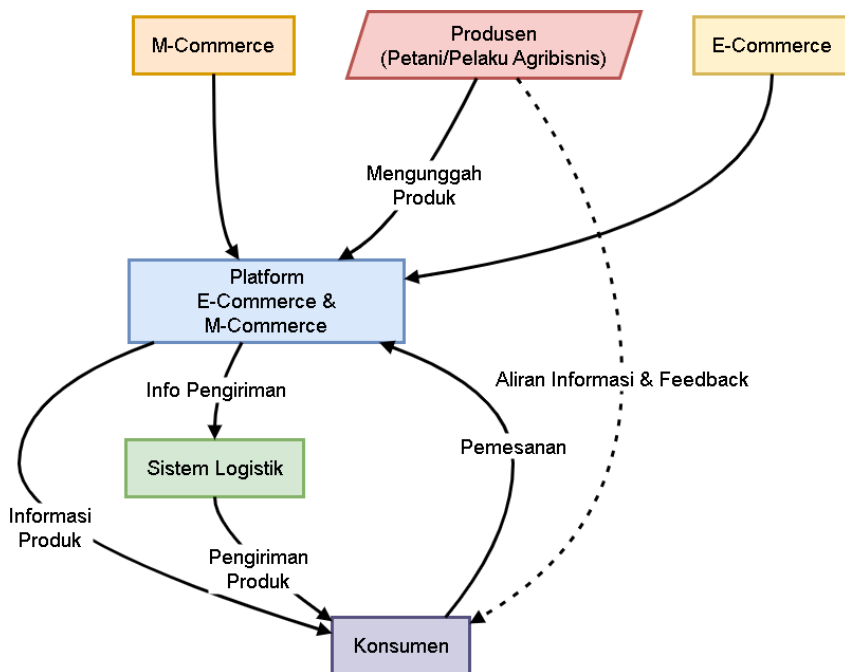 M-Commerce
Produsen
(Petani/Pelaku Agribisnis)
E-Commerce
Mengunggah
Produk
Platform
E-Commerce &
M-Commerce
Info Pengiriman
Aliran Informasi & Feedback
Pemesanan
Sistem Logistik
Informasi
Produk
Pengiriman
Produk
Konsumen